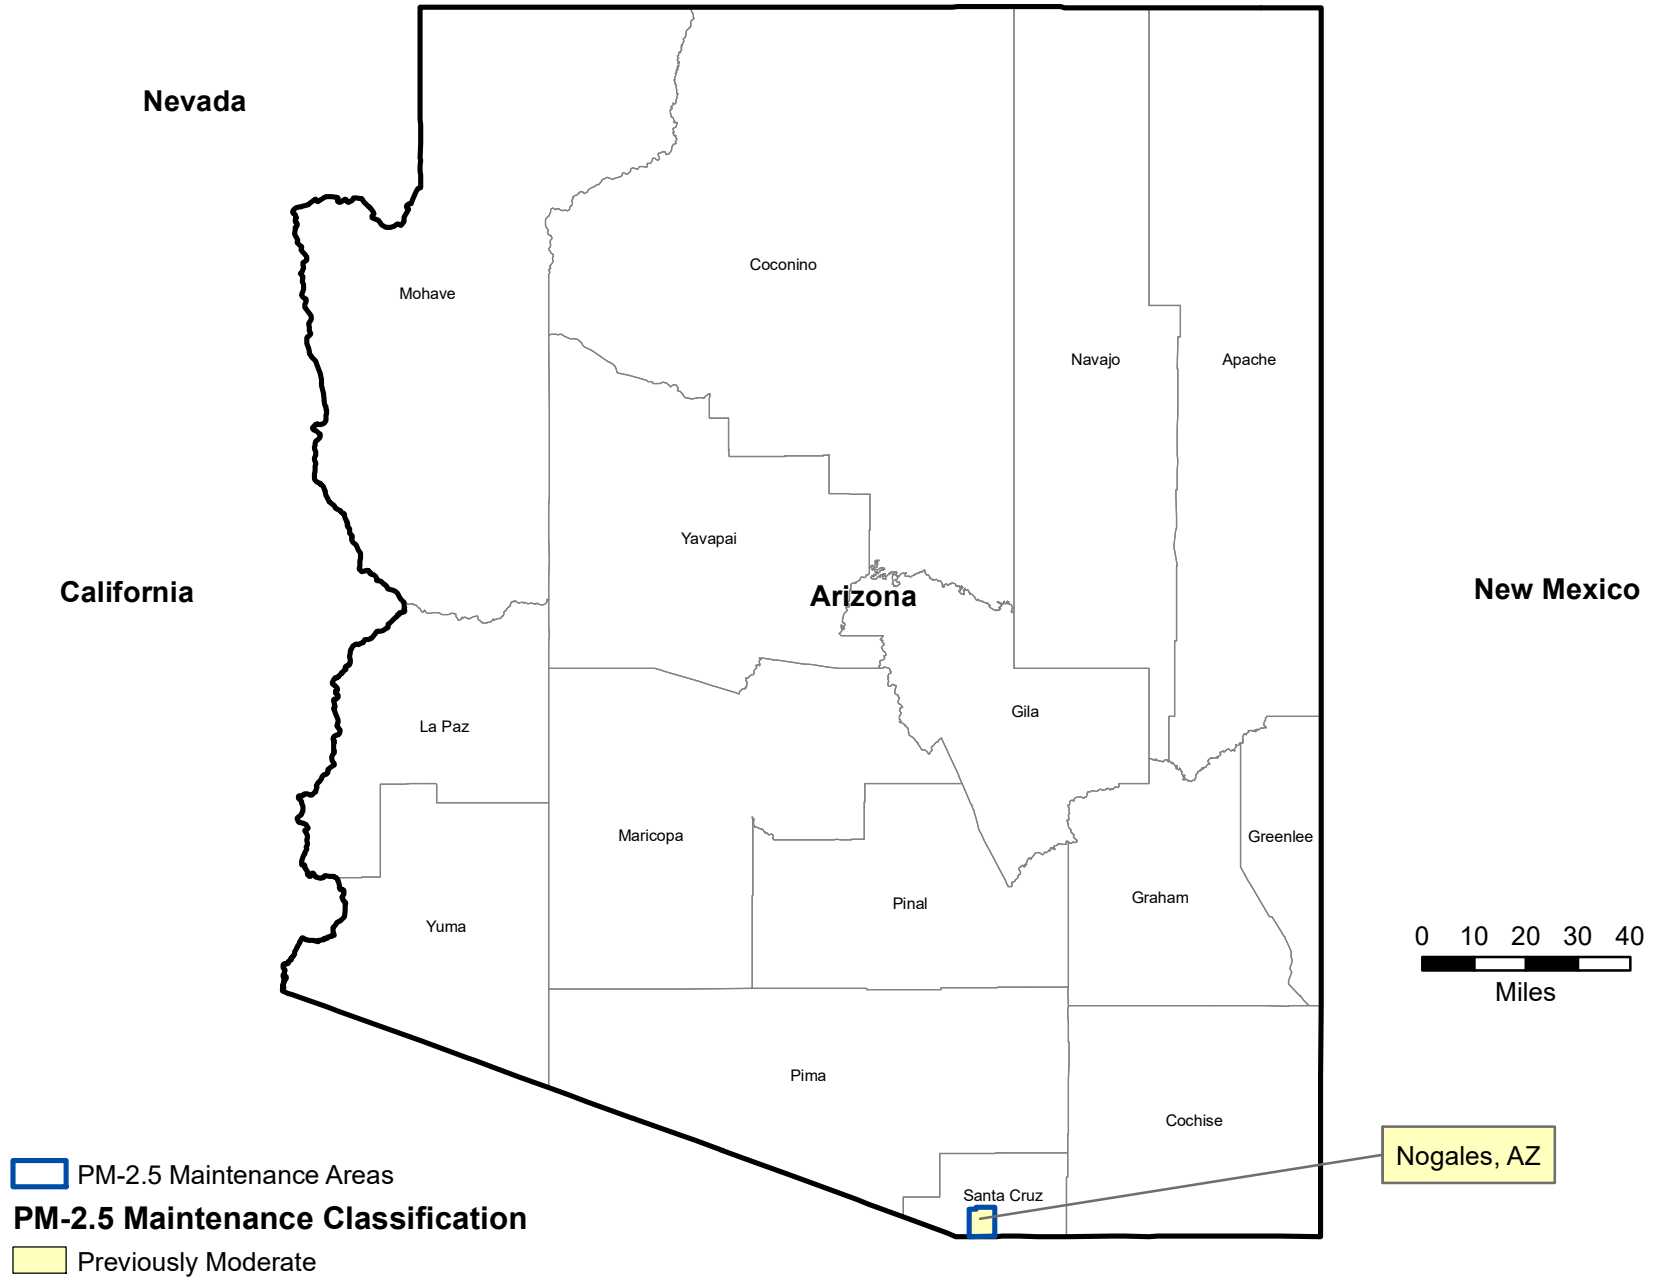 Nevada
Coconino
Mohave
Navajo
Apache
Yavapai
California
Arizona
New Mexico
Gila
La Paz
Maricopa
Greenlee
Graham
Pinal
Yuma
0 10 20 30 40
Miles
Pima
Cochise
Nogales, AZ
Santa Cruz
PM-2.5 Maintenance Areas
PM-2.5 Maintenance Classification
Previously Moderate